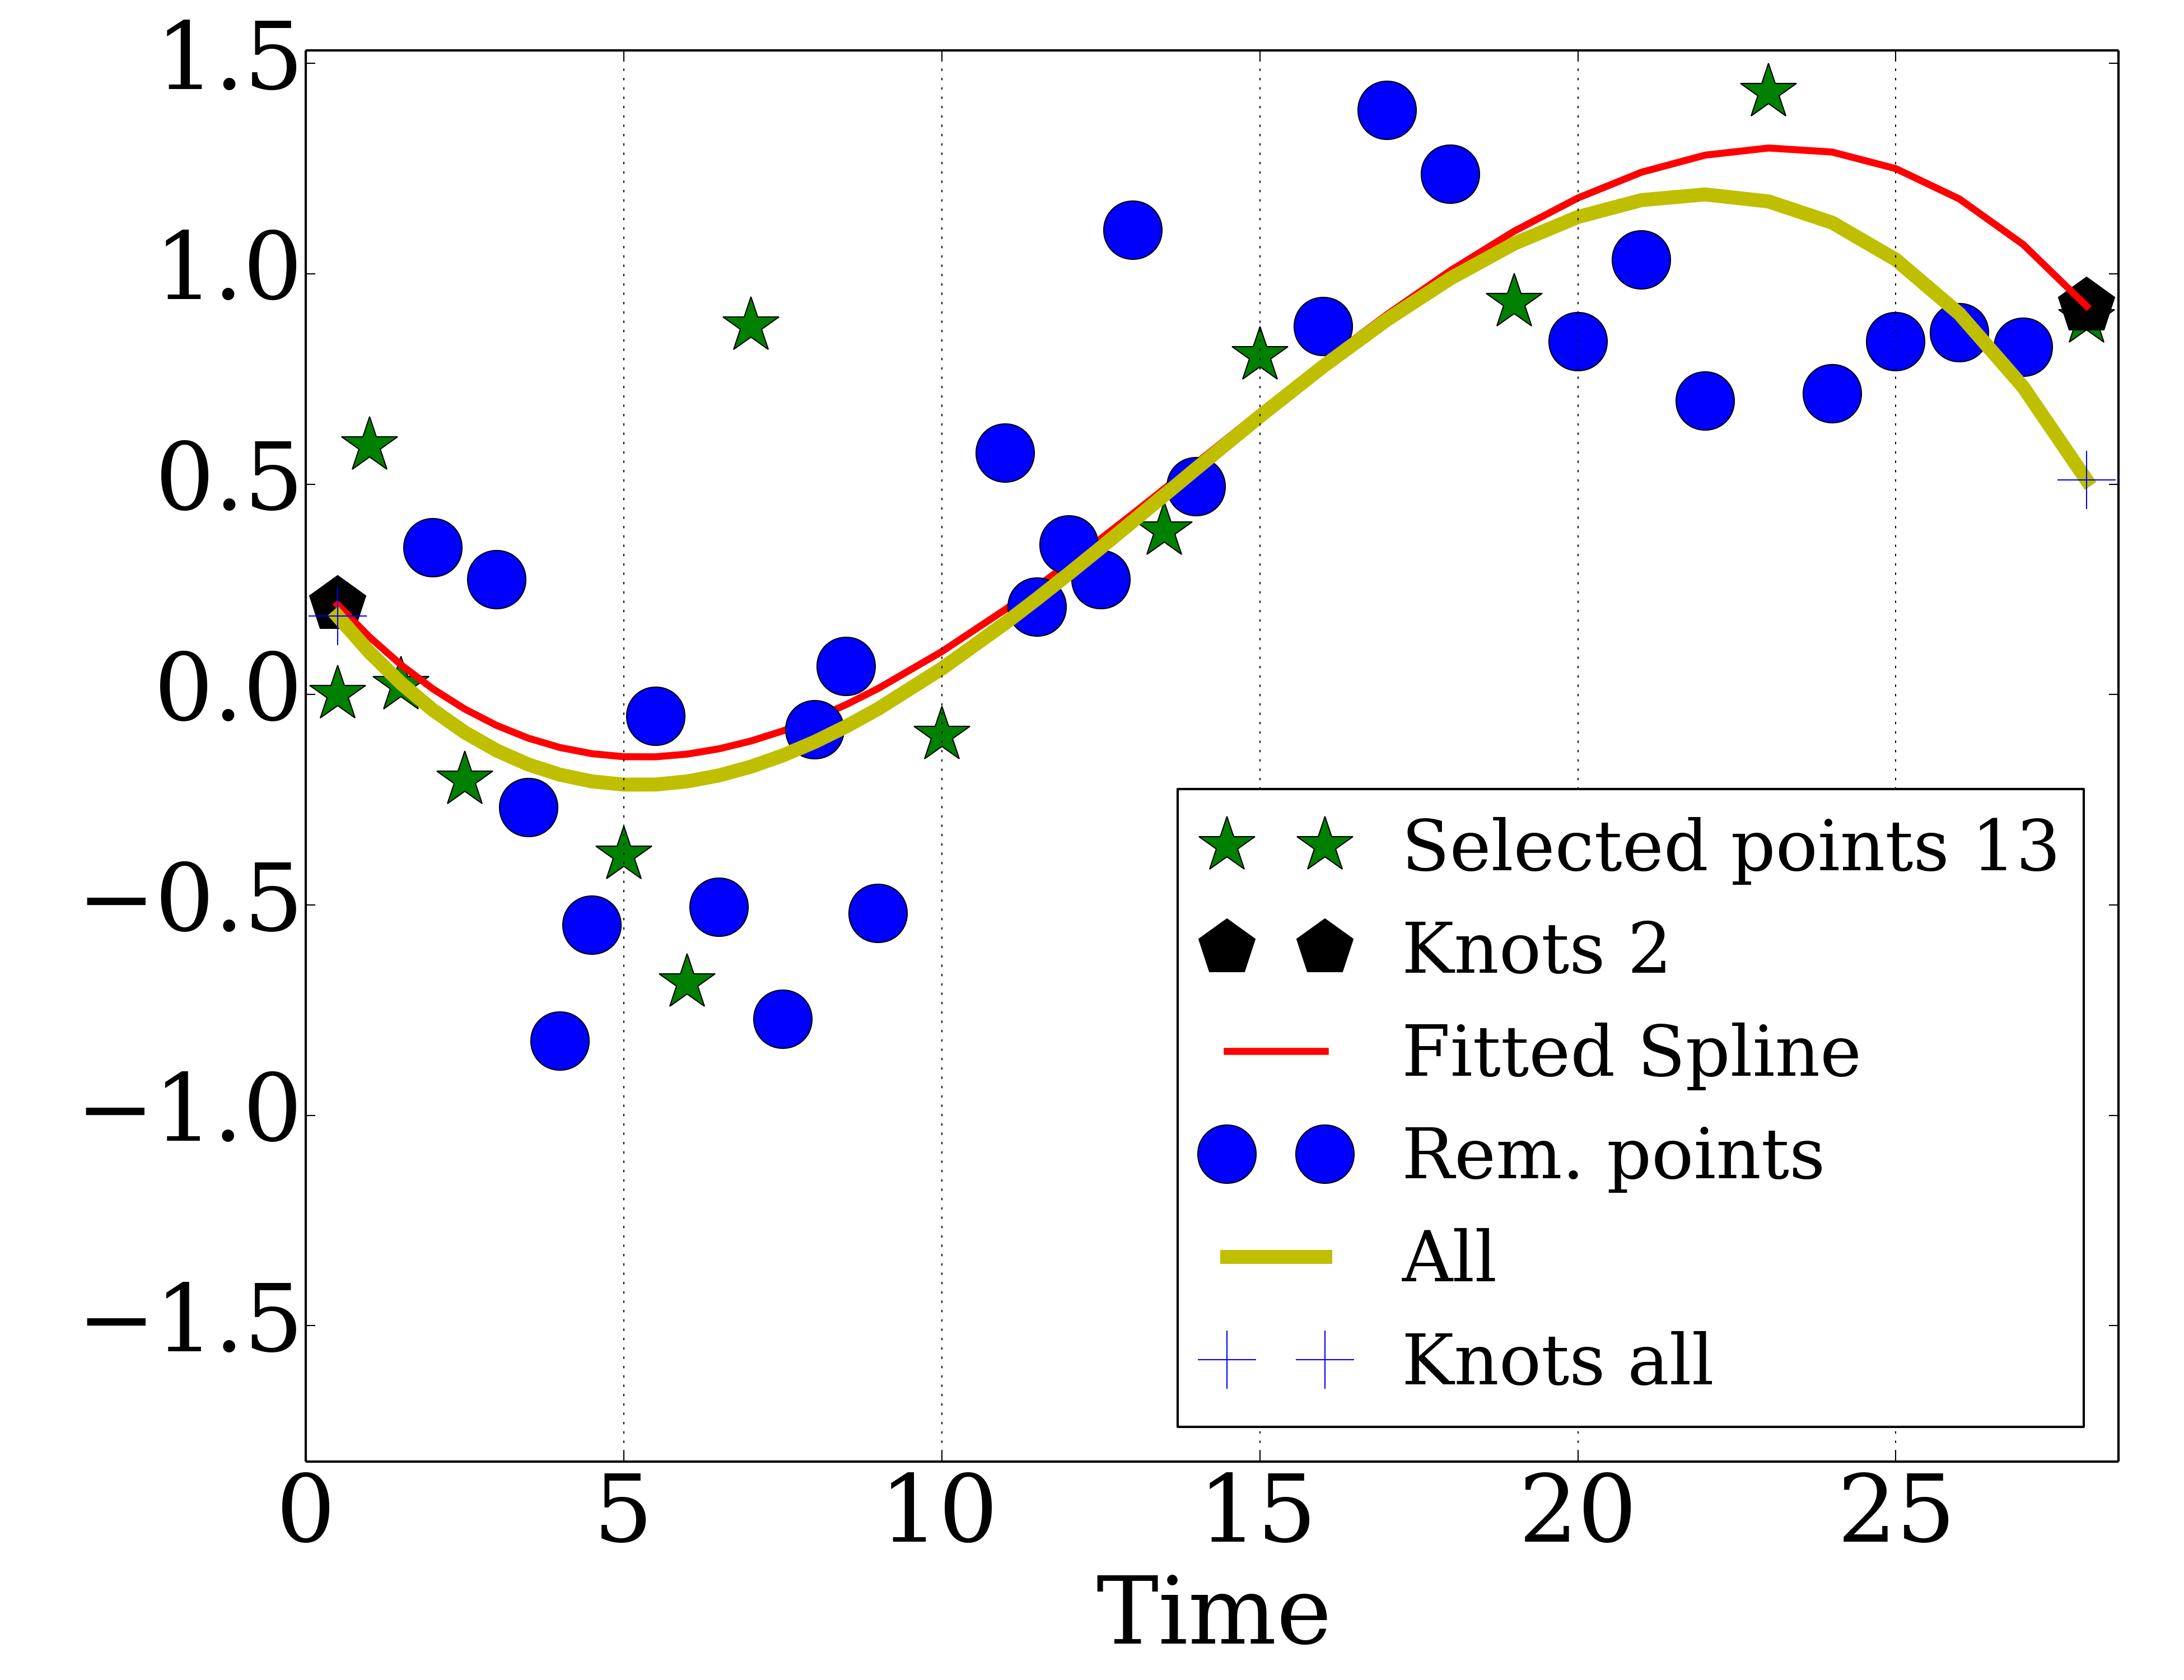 1.5
1.0
0.5
0.0
−0.5
−1.0
−1.5
0 5 10 15 20 25
Time
Selected points 13
Knots 2
Fitted Spline
Rem. points
All
Knots all